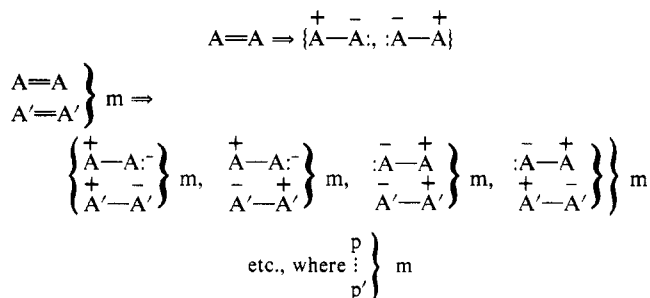 A=A ⇒ {A⁺—A⁻:, :A⁻—A⁺}
A=A
A′=A′ } m ⇒
{ A⁺—A:⁻ } m, A⁺—A:⁻ } m, :A⁻—A⁺ } m, :A⁻—A⁺ } } m
A′⁺—A′⁻ A′⁻—A′⁺ A′⁻—A′⁺ A′⁺—A′⁻
etc., where p ⋮ p′ } m